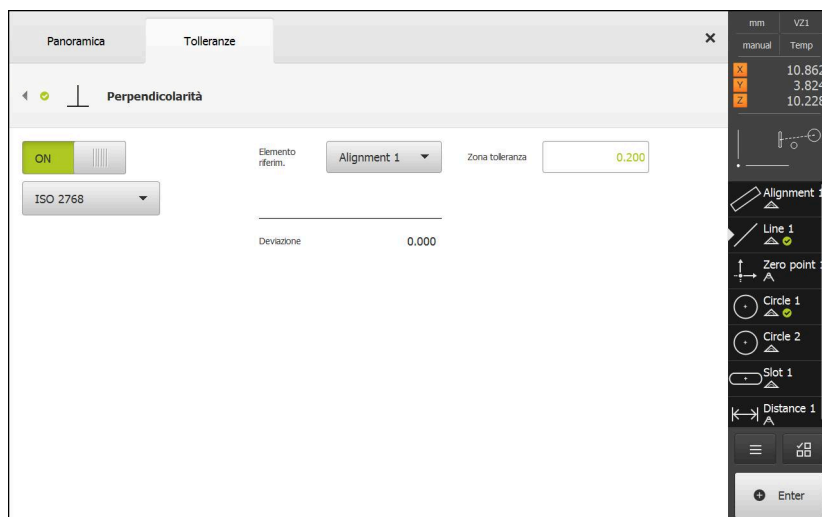 Panoramica
Tolleranze
Perpendicolarità
ON
ISO 2768
Elemento
riferim.
Alignment 1
Zona tolleranza
0.200
Deviazione
0.000
mm
VZ1
manual
Temp
X
10.862
Y
3.824
Z
10.228
Alignment 1
Line 1
Zero point
Circle 1
Circle 2
Slot 1
Distance 1
Enter